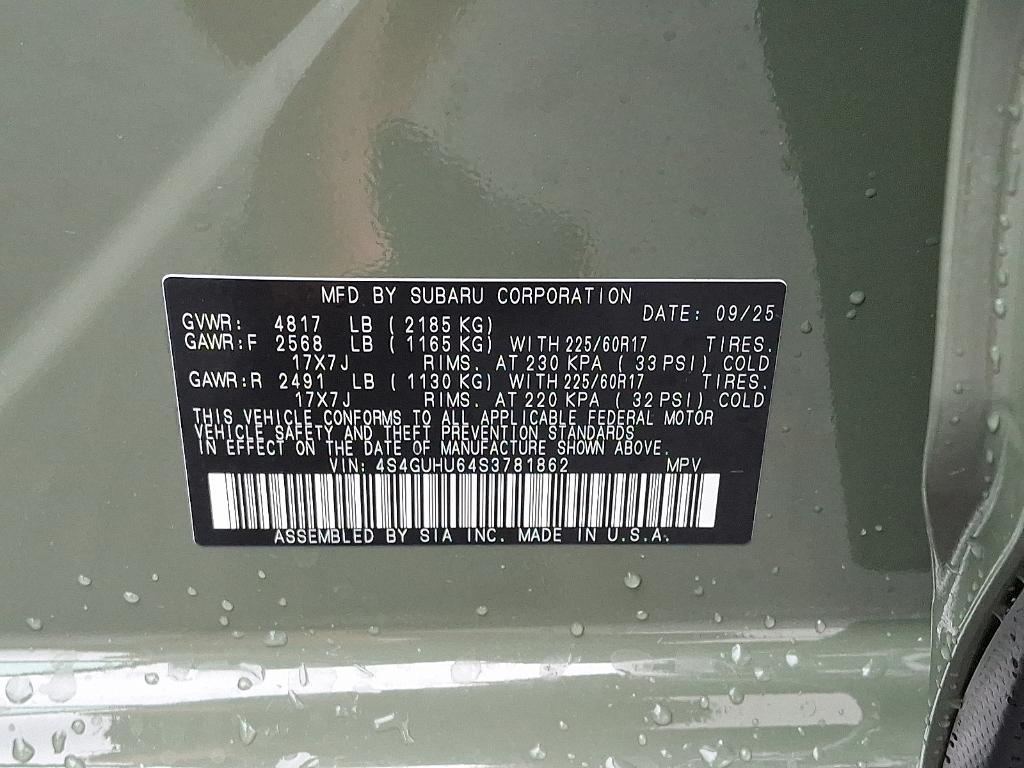 MFD BY SUBARU CORPORATION
DATE: 09/25
GVWR: 4817 LB ( 2185 KG)
GAWR:F 2568 LB ( 1165 KG) WITH 225/60R17 TIRES.
17X7J RIMS. AT 230 KPA ( 33 PSI) COLD
GAWR:R 2491 LB ( 1130 KG) WITH 225/60R17 TIRES.
17X7J RIMS. AT 220 KPA ( 32 PSI) COLD
THIS VEHICLE CONFORMS TO ALL APPLICABLE FEDERAL MOTOR
VEHICLE SAFETY AND THEFT PREVENTION STANDARDS
IN EFFECT ON THE DATE OF MANUFACTURE SHOWN ABOVE.
VIN: 4S4GUHU64S3781862 MPV
ASSEMBLED BY SIA INC. MADE IN U.S.A.